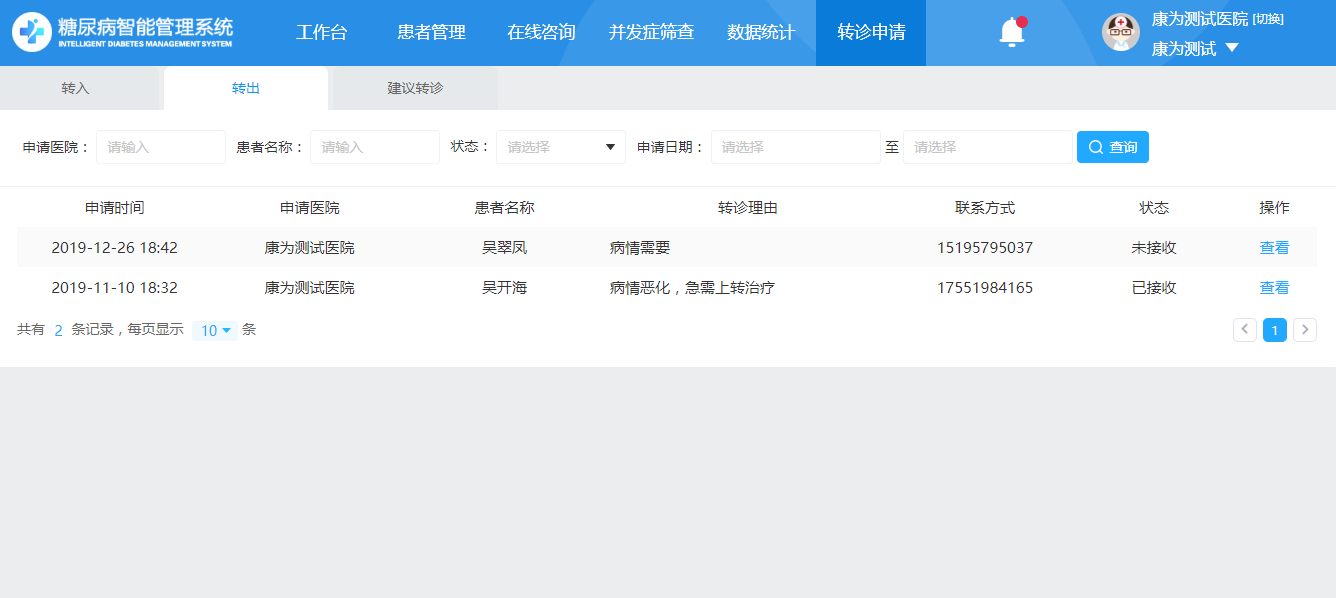 糖尿病智能管理系统
INTELLIGENT DIABETES MANAGEMENT SYSTEM
工作台 患者管理 在线咨询 并发症筛查 数据统计 转诊申请
康为测试医院 [切换]
康为测试
转入 转出 建议转诊
申请医院： 请输入 患者名称： 请输入 状态： 请选择 申请日期： 请选择 至 请选择 查询
申请时间 申请医院 患者名称 转诊理由 联系方式 状态 操作
2019-12-26 18:42 康为测试医院 吴翠凤 病情需要 15195795037 未接收 查看
2019-11-10 18:32 康为测试医院 吴开海 病情恶化，急需上转治疗 17551984165 已接收 查看
共有 2 条记录，每页显示 10 条 1